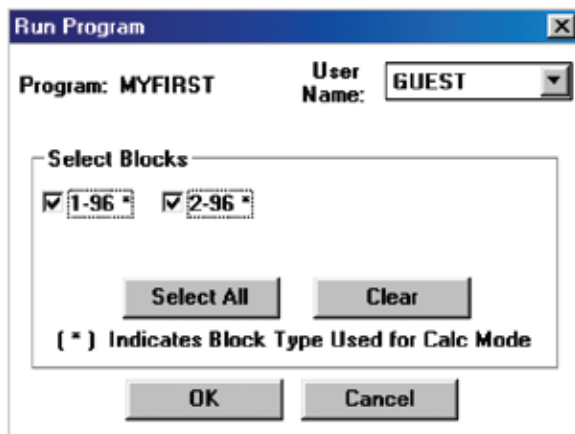 Run Program
Program: MYFIRST
User Name:
GUEST
Select Blocks
1-96 *
2-96 *
Select All
Clear
( * ) Indicates Block Type Used for Calc Mode
OK
Cancel